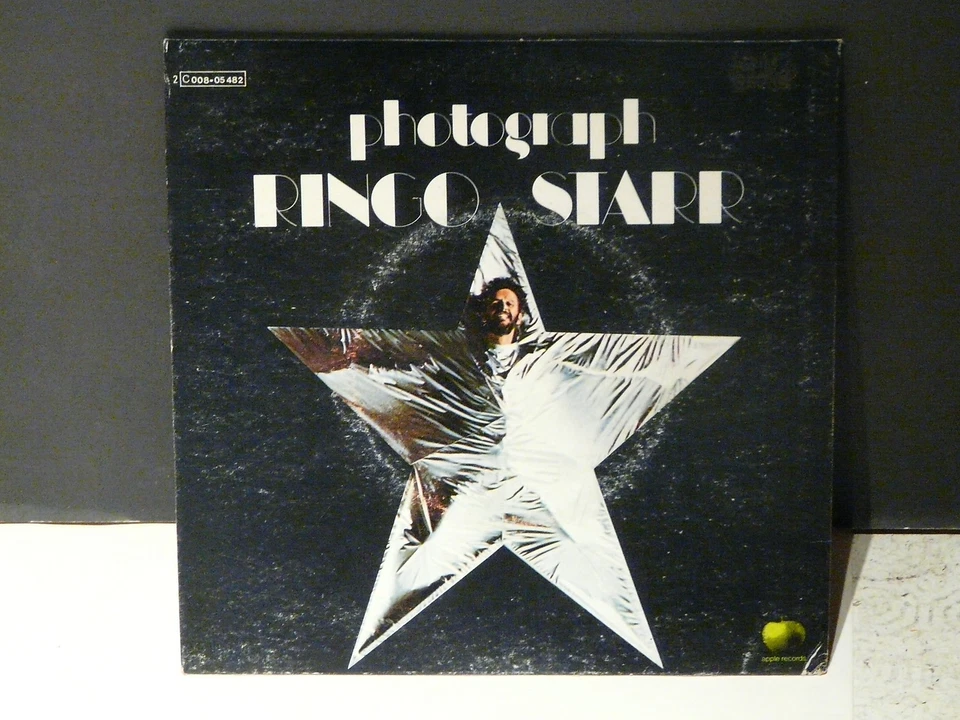 2 C008-05482
photograph
RINGO STARR
apple records